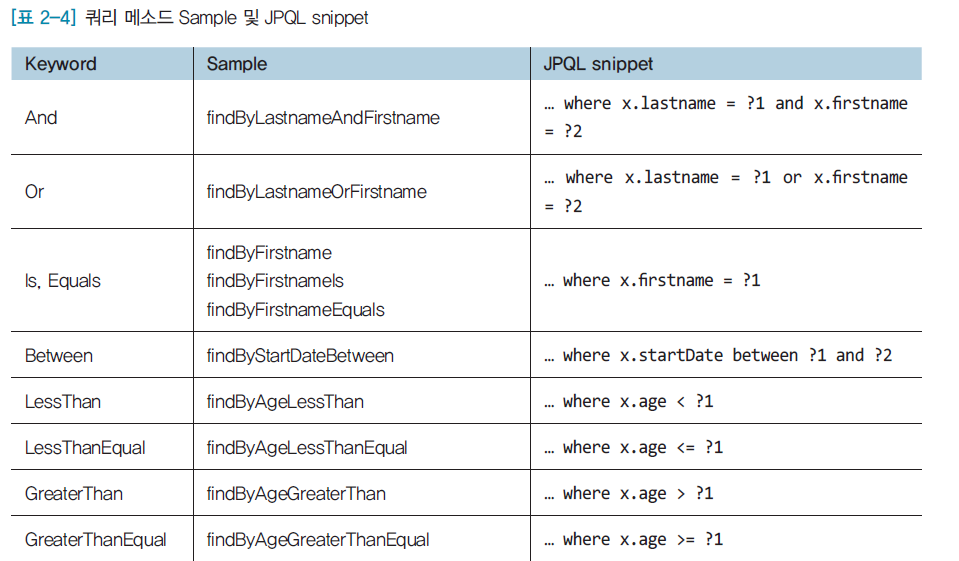 [표 2-4] 쿼리 메소드 Sample 및 JPQL snippet
Keyword Sample JPQL snippet
And findByLastnameAndFirstname … where x.lastname = ?1 and x.firstname
= ?2
Or findByLastnameOrFirstname … where x.lastname = ?1 or x.firstname
= ?2
findByFirstname
Is, Equals findByFirstnameIs … where x.firstname = ?1
findByFirstnameEquals
Between findByStartDateBetween … where x.startDate between ?1 and ?2
LessThan findByAgeLessThan … where x.age < ?1
LessThanEqual findByAgeLessThanEqual … where x.age <= ?1
GreaterThan findByAgeGreaterThan … where x.age > ?1
GreaterThanEqual findByAgeGreaterThanEqual … where x.age >= ?1